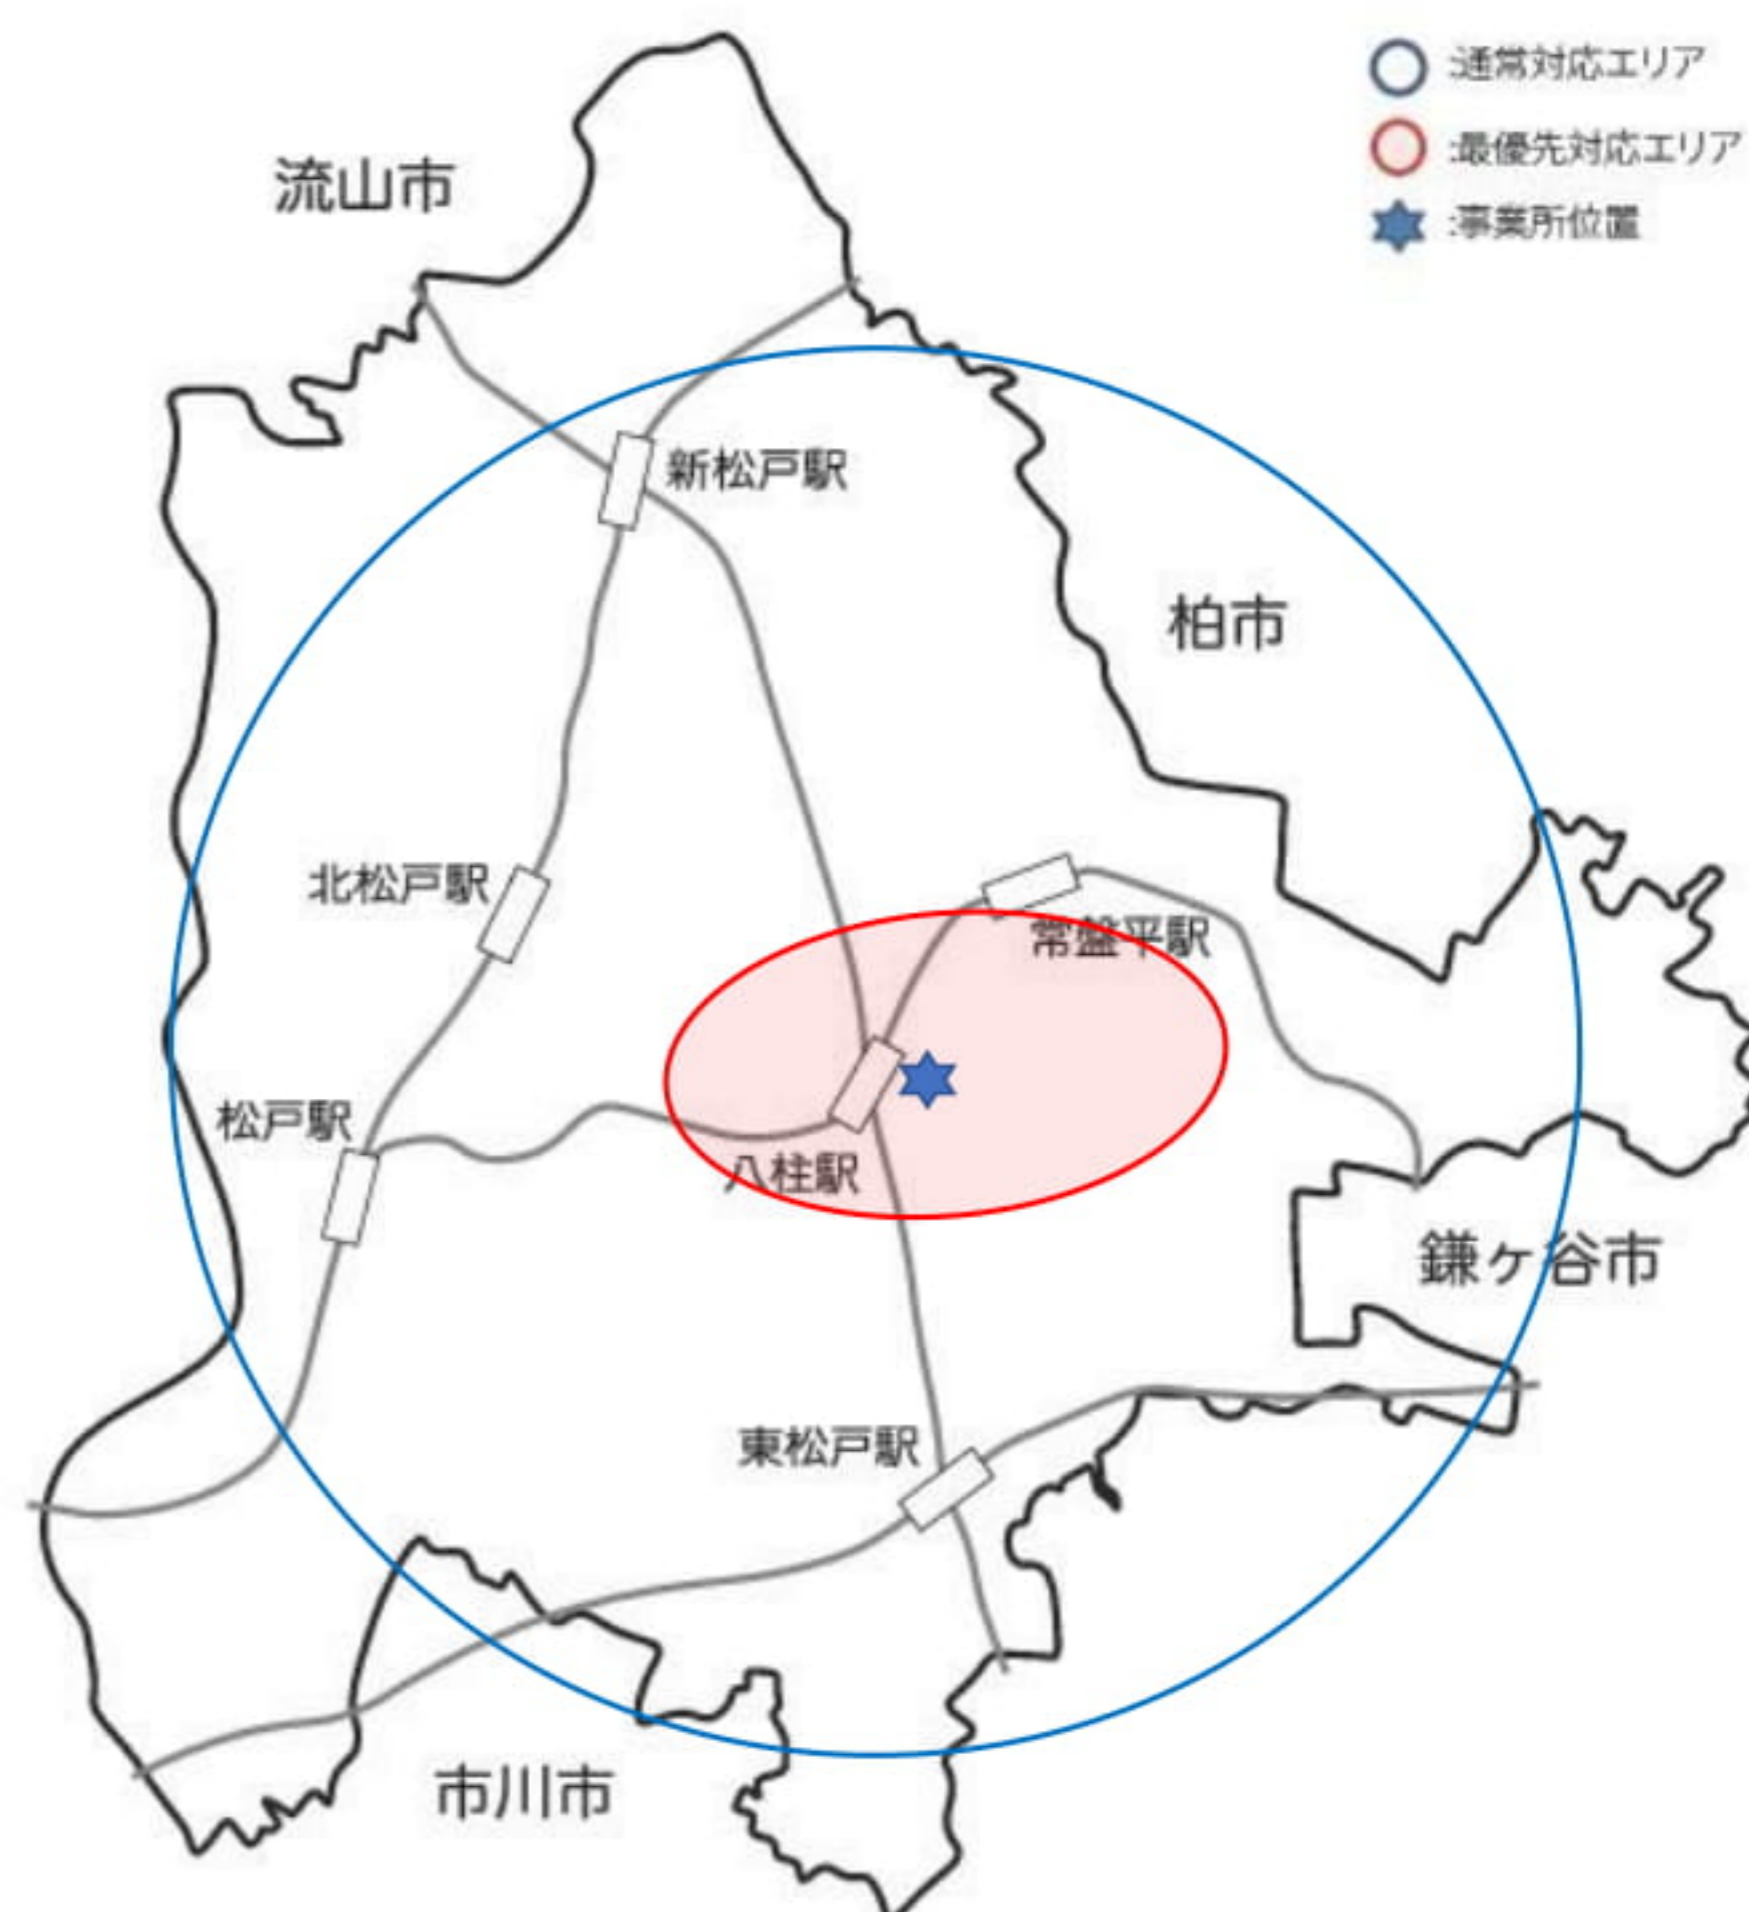 :通常対応エリア
:最優先対応エリア
:事業所位置
流山市
新松戸駅
柏市
北松戸駅
常盤平駅
松戸駅
八柱駅
鎌ヶ谷市
東松戸駅
市川市